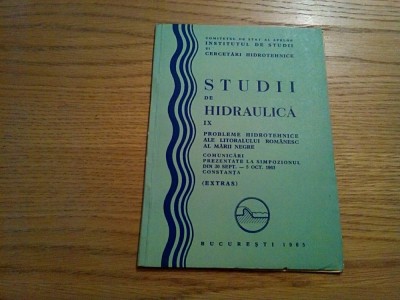 COMITETUL DE STAT AL APELOR
INSTITUTUL DE STUDII
ȘI
CERCETĂRI HIDROTEHNICE
STUDII
DE
HIDRAULICĂ
IX
PROBLEME HIDROTEHNICE
ALE LITORALULUI ROMÂNESC
AL MĂRII NEGRE
COMUNICĂRI
PREZENTATE LA SIMPOZIONUL
DIN 30 SEPT. — 5 OCT. 1963
CONSTANȚA
(EXTRAS)
BUCUREȘTI 1965